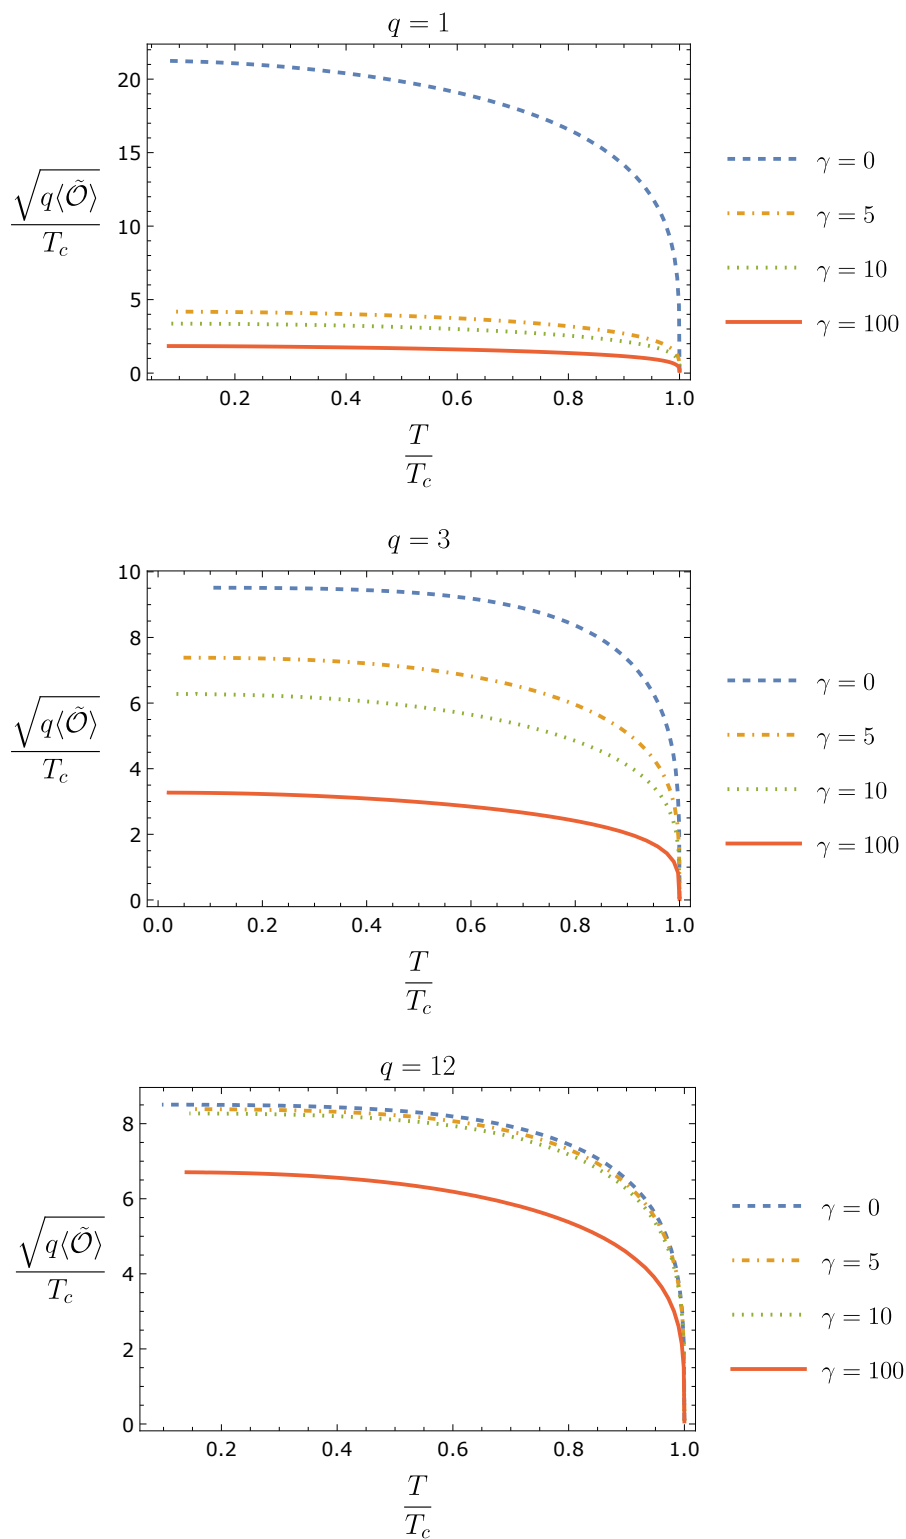 q = 1
20
15
10
5
0
0.2 0.4 0.6 0.8 1.0
√q⟨Õ⟩
T_c
T
T_c
γ = 0
γ = 5
γ = 10
γ = 100
q = 3
10
8
6
4
2
0
0.0 0.2 0.4 0.6 0.8 1.0
√q⟨Õ⟩
T_c
T
T_c
γ = 0
γ = 5
γ = 10
γ = 100
q = 12
8
6
4
2
0
0.2 0.4 0.6 0.8 1.0
√q⟨Õ⟩
T_c
T
T_c
γ = 0
γ = 5
γ = 10
γ = 100